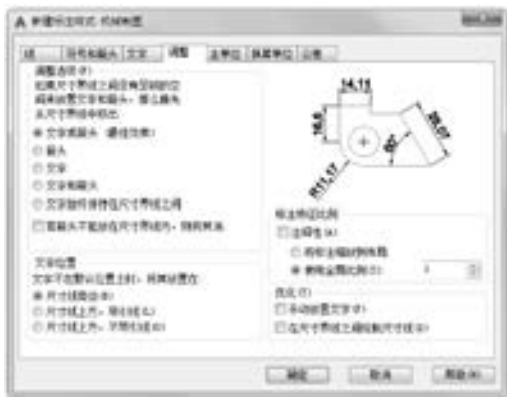 新建标注样式: 机械制图
线 符号和箭头 文字 调整 主单位 换算单位 公差
调整选项(F)
如果尺寸界线之间没有足够的空
间来放置文字和箭头，那么首先
从尺寸界线中移出:
文字或箭头 (最佳效果)
箭头
文字
文字和箭头
文字始终保持在尺寸界线之间
若箭头不能放在尺寸界线内，则将其消
文字位置
文字不在默认位置上时，将其放置在:
尺寸线旁边(B)
尺寸线上方，带引线(L)
尺寸线上方，不带引线(O)
14,11
16,6
28,07
60°
R11,17
标注特征比例
注释性(A)
将标注缩放到布局
使用全局比例(S):
优化(T)
手动放置文字(P)
在尺寸界线之间绘制尺寸线(D)
确定 取消 帮助(H)